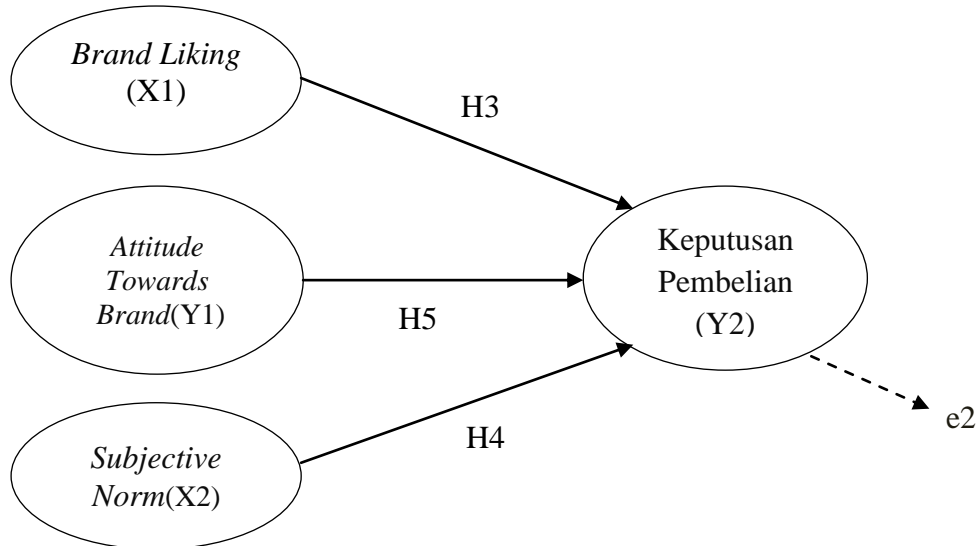 Brand Liking
(X1)
H3
Attitude
Towards
Brand(Y1)
H5
Keputusan
Pembelian
(Y2)
H4
Subjective
Norm(X2)
e2